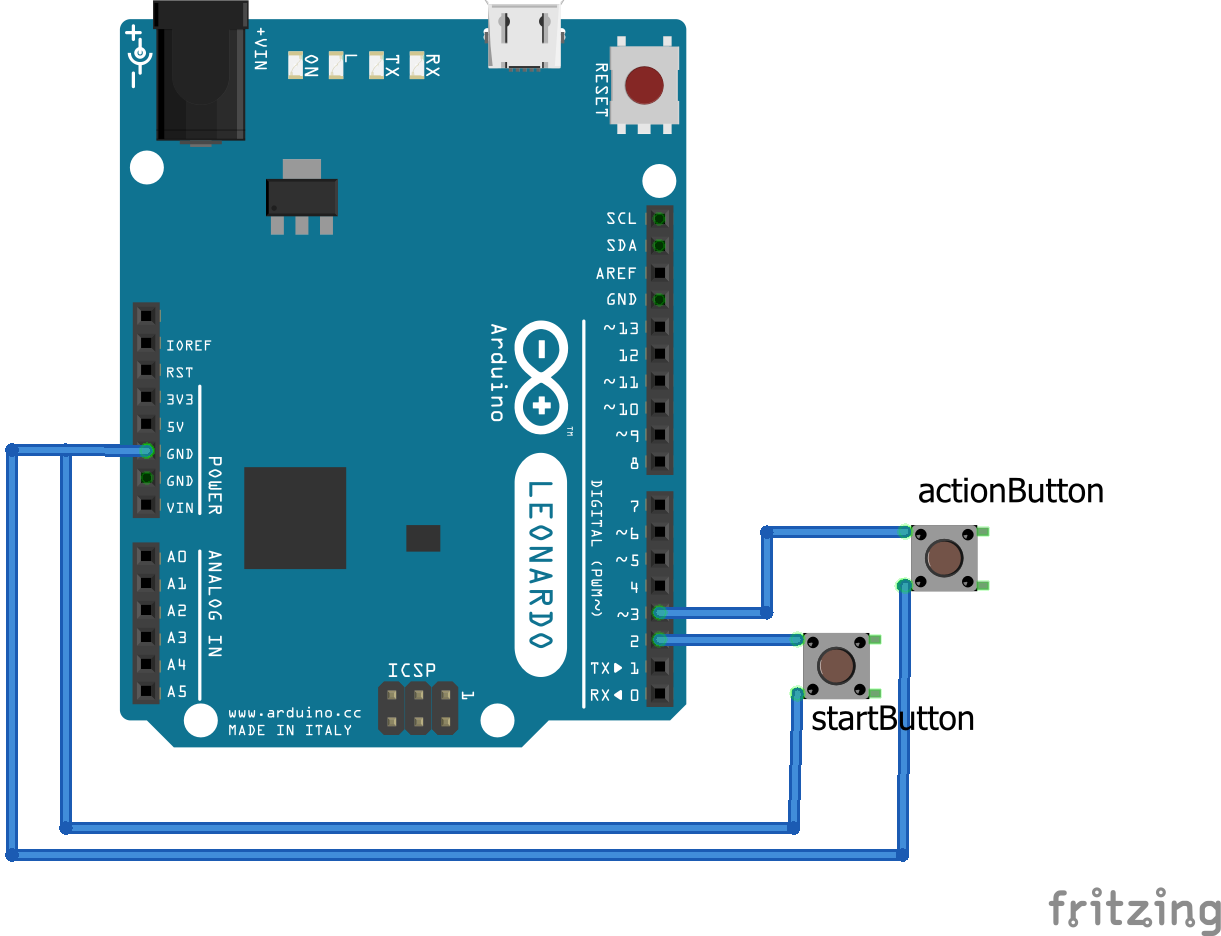 +
-
+VIN
ON
L
TX
RX
RESET
SCL
SDA
AREF
GND
~13
12
~11
~10
~9
8
IOREF
RST
3V3
5V
GND
GND
VIN
POWER
A0
A1
A2
A3
A4
A5
ANALOG IN
Arduino
TM
LEONARDO
DIGITAL (PWM~)
7
~6
~5
4
~3
2
TX▶ 1
RX◀ 0
ICSP
1
www.arduino.cc
MADE IN ITALY
actionButton
startButton
fritzing